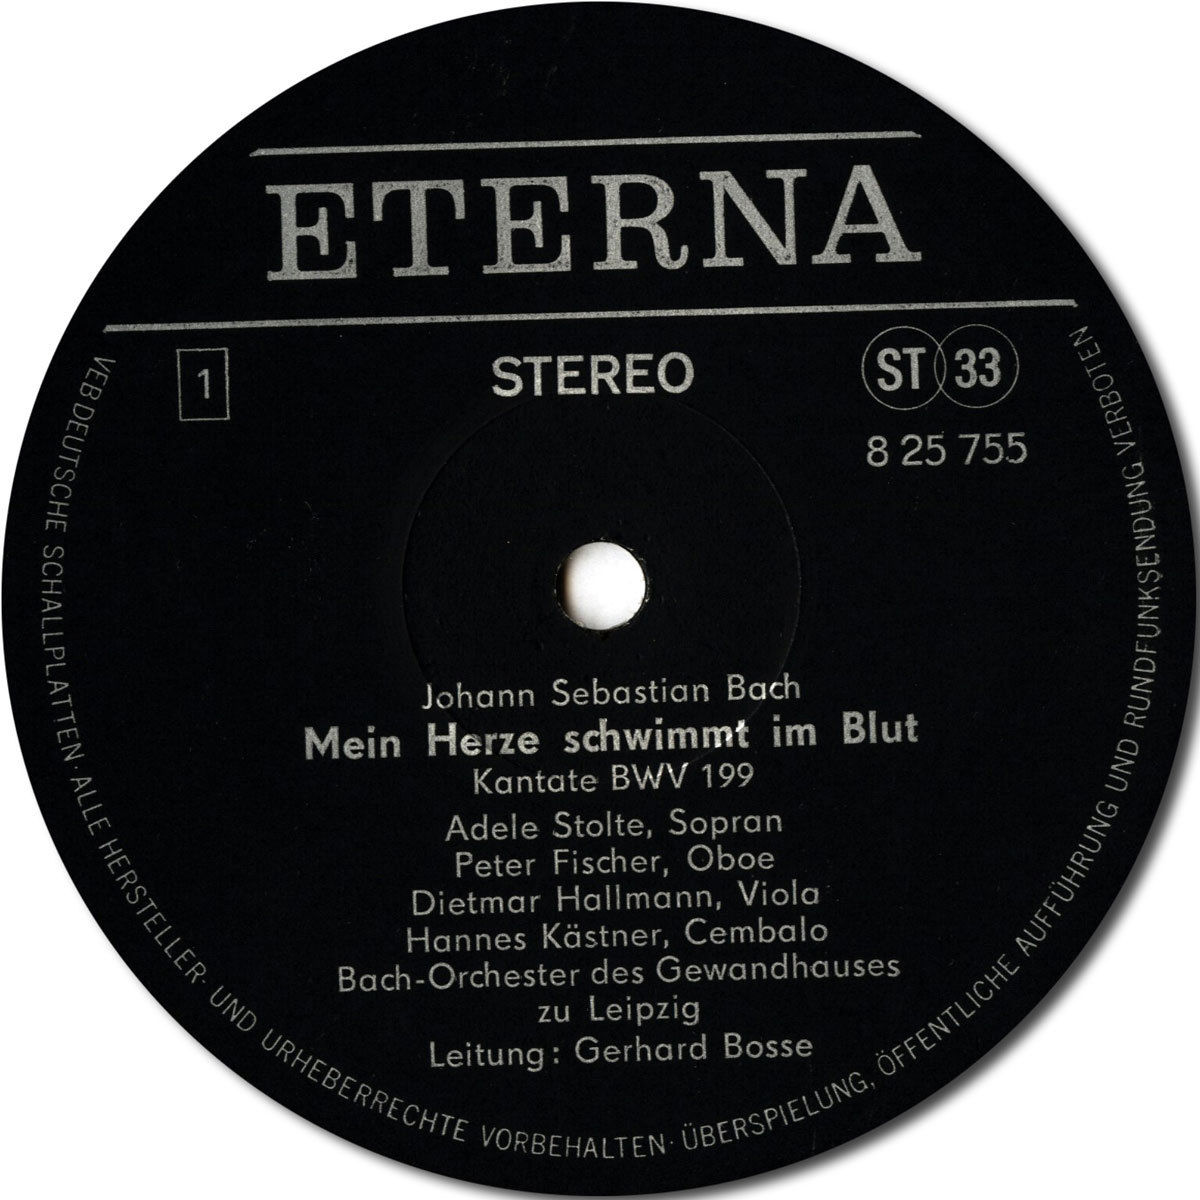 ETERNA
1
STEREO
ST 33
8 25 755
Johann Sebastian Bach
Mein Herze schwimmt im Blut
Kantate BWV 199
Adele Stolte, Sopran
Peter Fischer, Oboe
Dietmar Hallmann, Viola
Hannes Kästner, Cembalo
Bach-Orchester des Gewandhauses
zu Leipzig
Leitung: Gerhard Bosse
VEB DEUTSCHE SCHALLPLATTEN · ALLE HERSTELLER- UND URHEBERRECHTE VORBEHALTEN · ÜBERSPIELUNG, ÖFFENTLICHE AUFFÜHRUNG UND RUNDFUNKSENDUNG VERBOTEN